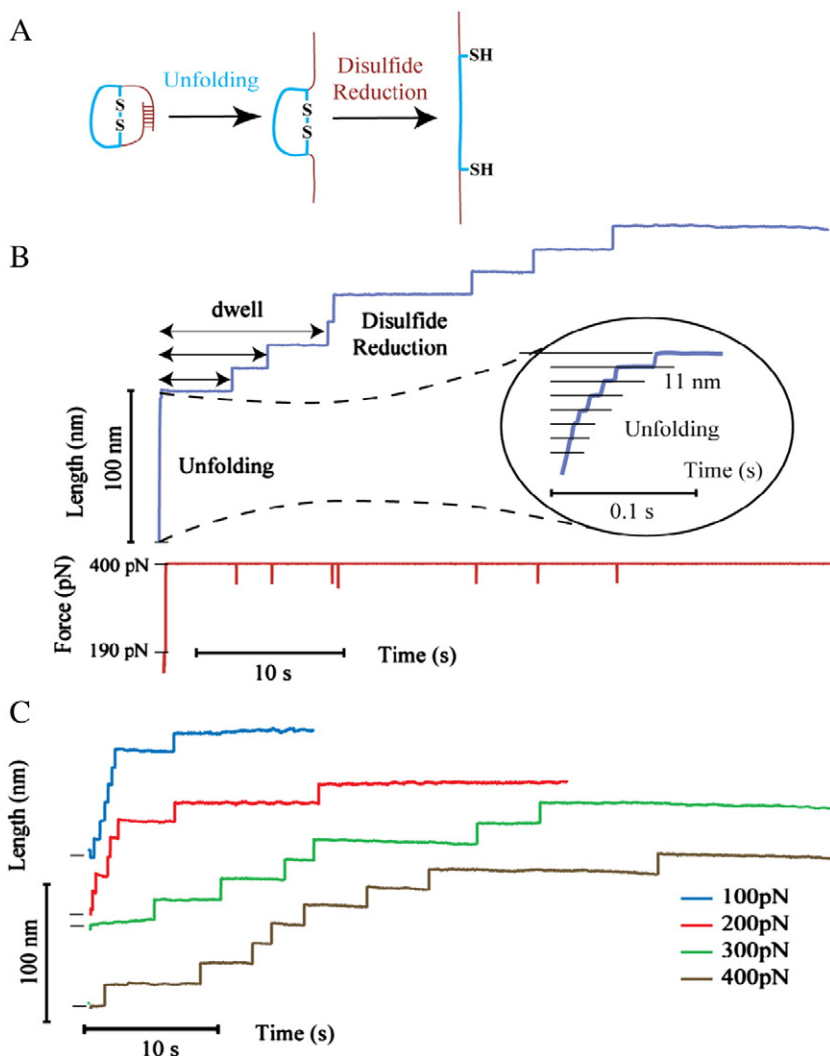 A
Unfolding
Disulfide
Reduction
S
S
S
S
SH
SH
B
dwell
Disulfide
Reduction
Length (nm)
100 nm
Unfolding
11 nm
Unfolding
Time (s)
0.1 s
Force (pN)
400 pN
190 pN
10 s
Time (s)
C
Length (nm)
100 nm
100pN
200pN
300pN
400pN
10 s
Time (s)